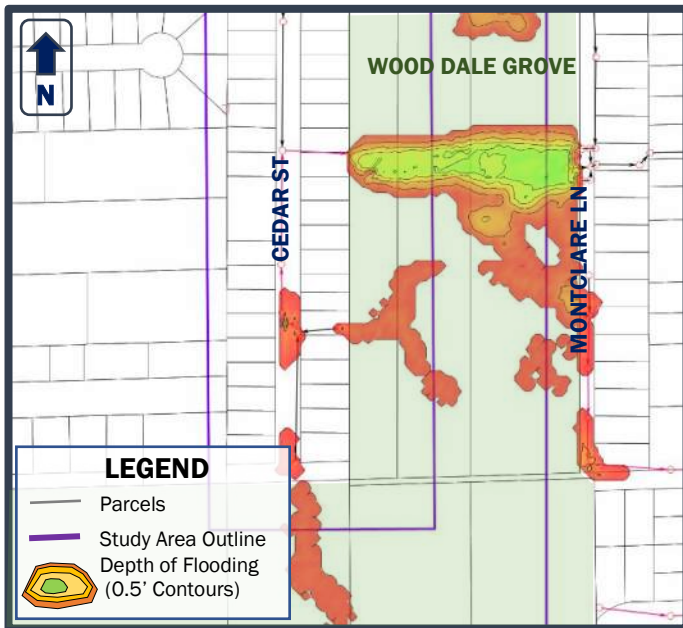 N
WOOD DALE GROVE
CEDAR ST
MONTCLARE LN
LEGEND
Parcels
Study Area Outline
Depth of Flooding
(0.5' Contours)